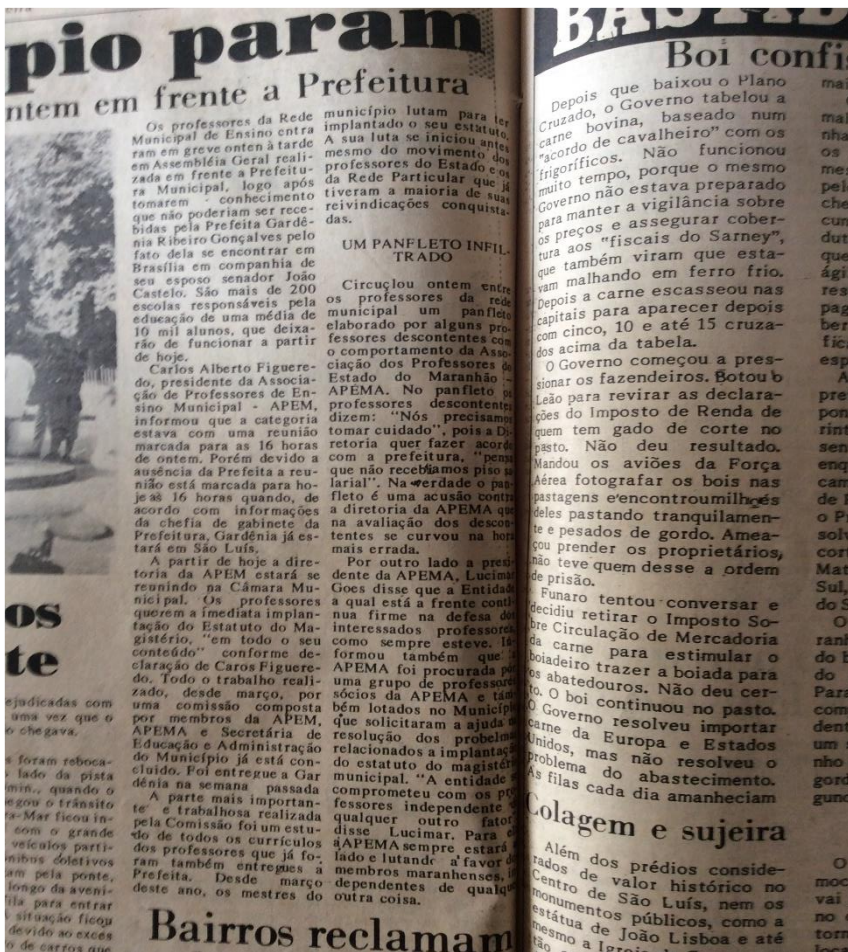 pio param
ntem em frente a Prefeitura
Os professores da Rede
Municipal de Ensino entra
ram em greve onten à tarde
em Assembléia Geral reali-
zada em frente a Prefeitu-
ra Municipal, logo após
tomarem - conhecimento
que não poderiam ser rece-
bidas pela Prefeita Gardê-
nia Ribeiro Gonçalves pelo
fato dela se encontrar em
Brasília em companhia de
seu esposo senador João
Castelo. São mais de 200
escolas responsáveis pela
educação de uma média de
10 mil alunos, que deixa-
rão de funcionar a partir
de hoje.
Carlos Alberto Figuere-
do, presidente da Associa-
ção de Professores de En-
sino Municipal - APEM,
informou que a categoria
estava com uma reunião
marcada para as 16 horas
de ontem. Porém devido a
ausência da Prefeita a reu-
nião está marcada para ho-
je as 16 horas quando, de
acordo com informações
da chefia de gabinete da
Prefeitura, Gardênia já es-
tará em São Luís.
A partir de hoje a dire-
toria da APEM estará se
reunindo na Câmara Mu-
nicipal. Os professores
querem a imediata implan-
tação do Estatuto do Ma-
gistério, "em todo o seu
conteúdo" conforme de-
claração de Caros Figuere-
do. Todo o trabalho reali-
zado, desde março, por
uma comissão composta
por membros da APEM,
APEMA e Secretária de
Educação e Administração
do Município já está con-
cluido. Foi entregue a Gar
dênia na semana passada
A parte mais importan-
te e trabalhosa realizada
pela Comissão foi um estu-
do de todos os currículos
dos professores que já fo-
ram também entregues à
Prefeita. Desde março
deste ano, os mestres do
município lutam para ter
implantado o seu estatuto.
A sua luta se iniciou antes
mesmo do movimento dos
professores do Estado e os
da Rede Particular que já
tiveram a maioria de suas
reivindicações conquista-
das.
UM PANFLETO INFIL-
TRADO
Circuçlou ontem entre
os professores da rede
municipal um panfleto
elaborado por alguns pro-
fessores descontentes com
o comportamento da Asso-
ciação dos Professores do
Estado do Maranhão -
APEMA. No panfleto os
professores descontentes
dizem: "Nós precisamos
tomar cuidado", pois a Di-
retoria quer fazer acordo
com a prefeitura, "pensa
que não recebíamos piso sa
larial". Na verdade o pan-
fleto é uma acusão contra
a diretoria da APEMA que
na avaliação dos descon-
tentes se curvou na hora
mais errada.
Por outro lado a presi-
dente da APEMA, Lucimar
Goes disse que a Entidade
a qual está a frente conti-
nua firme na defesa dos
interessados professores,
como sempre esteve. In-
formou também que a
APEMA foi procurada por
uma grupo de professores
sócios da APEMA e tam-
bém lotados no Município
que solicitaram a ajuda na
resolução dos probelmas
relacionados a implantação
do estatuto do magistério
municipal. "A entidade se
comprometeu com os pro-
fessores independente de
qualquer outro fator
disse Lucimar. Para
a APEMA sempre estará
lado e lutando a favor de
membros maranhenses,
dependentes de qualquer
outra coisa.
os
te
ejudicadas com
uma vez que o
o chegava.
s foram reboca-
lado da pista
min., quando o
egou o trânsito
ra-Mar ficou in-
com o grande
veículos parti-
nibus coletivos
am pela ponte,
longo da aveni-
fila para entrar
situação ficou
devido ao exces
o de carros que
Bairros reclamam
Boi confis
Depois que baixou o Plano
Cruzado, o Governo tabelou a
carne bovina, baseado num
"acordo de cavalheiro" com os
frigoríficos. Não funcionou
muito tempo, porque o mesmo
Governo não estava preparado
para manter a vigilância sobre
os preços e assegurar cober-
tura aos "fiscais do Sarney",
que também viram que esta-
vam malhando em ferro frio.
Depois a carne escasseou nas
capitais para aparecer depois
com cinco, 10 e até 15 cruza-
dos acima da tabela.
O Governo começou a pres-
sionar os fazendeiros. Botou o
Leão para revirar as declara-
ções do Imposto de Renda de
quem tem gado de corte no
pasto. Não deu resultado.
Mandou os aviões da Força
Aérea fotografar os bois nas
pastagens e encontrou milhões
deles pastando tranquilamen-
te e pesados de gordo. Amea-
çou prender os proprietários,
não teve quem desse a ordem
de prisão.
Funaro tentou conversar e
decidiu retirar o Imposto So-
bre Circulação de Mercadoria
da carne para estimular o
boiadeiro trazer a boiada para
os abatedouros. Não deu cer-
to. O boi continuou no pasto.
O Governo resolveu importar
carne da Europa e Estados
Unidos, mas não resolveu o
problema do abastecimento.
As filas cada dia amanheciam
Colagem e sujeira
Além dos prédios conside-
rados de valor histórico no
Centro de São Luís, nem os
monumentos públicos, como a
estátua de João Lisboa e até
mesmo a Igreja